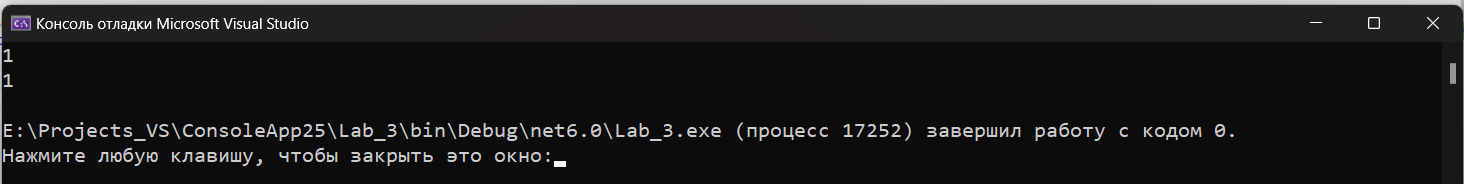 Консоль отладки Microsoft Visual Studio
1
1
E:\Projects_VS\ConsoleApp25\Lab_3\bin\Debug\net6.0\Lab_3.exe (процесс 17252) завершил работу с кодом 0.
Нажмите любую клавишу, чтобы закрыть это окно: